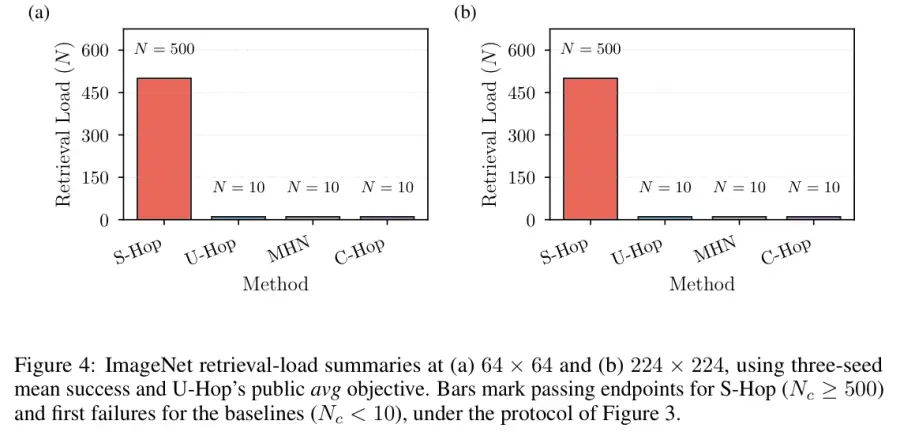 (a)
Retrieval Load (N)
600
450
300
150
0
N = 500
N = 10
N = 10
N = 10
S-Hop
U-Hop
MHN
C-Hop
Method
(b)
Retrieval Load (N)
600
450
300
150
0
N = 500
N = 10
N = 10
N = 10
S-Hop
U-Hop
MHN
C-Hop
Method
Figure 4: ImageNet retrieval-load summaries at (a) 64 × 64 and (b) 224 × 224, using three-seed
mean success and U-Hop's public avg objective. Bars mark passing endpoints for S-Hop (N_c ≥ 500)
and first failures for the baselines (N_c < 10), under the protocol of Figure 3.